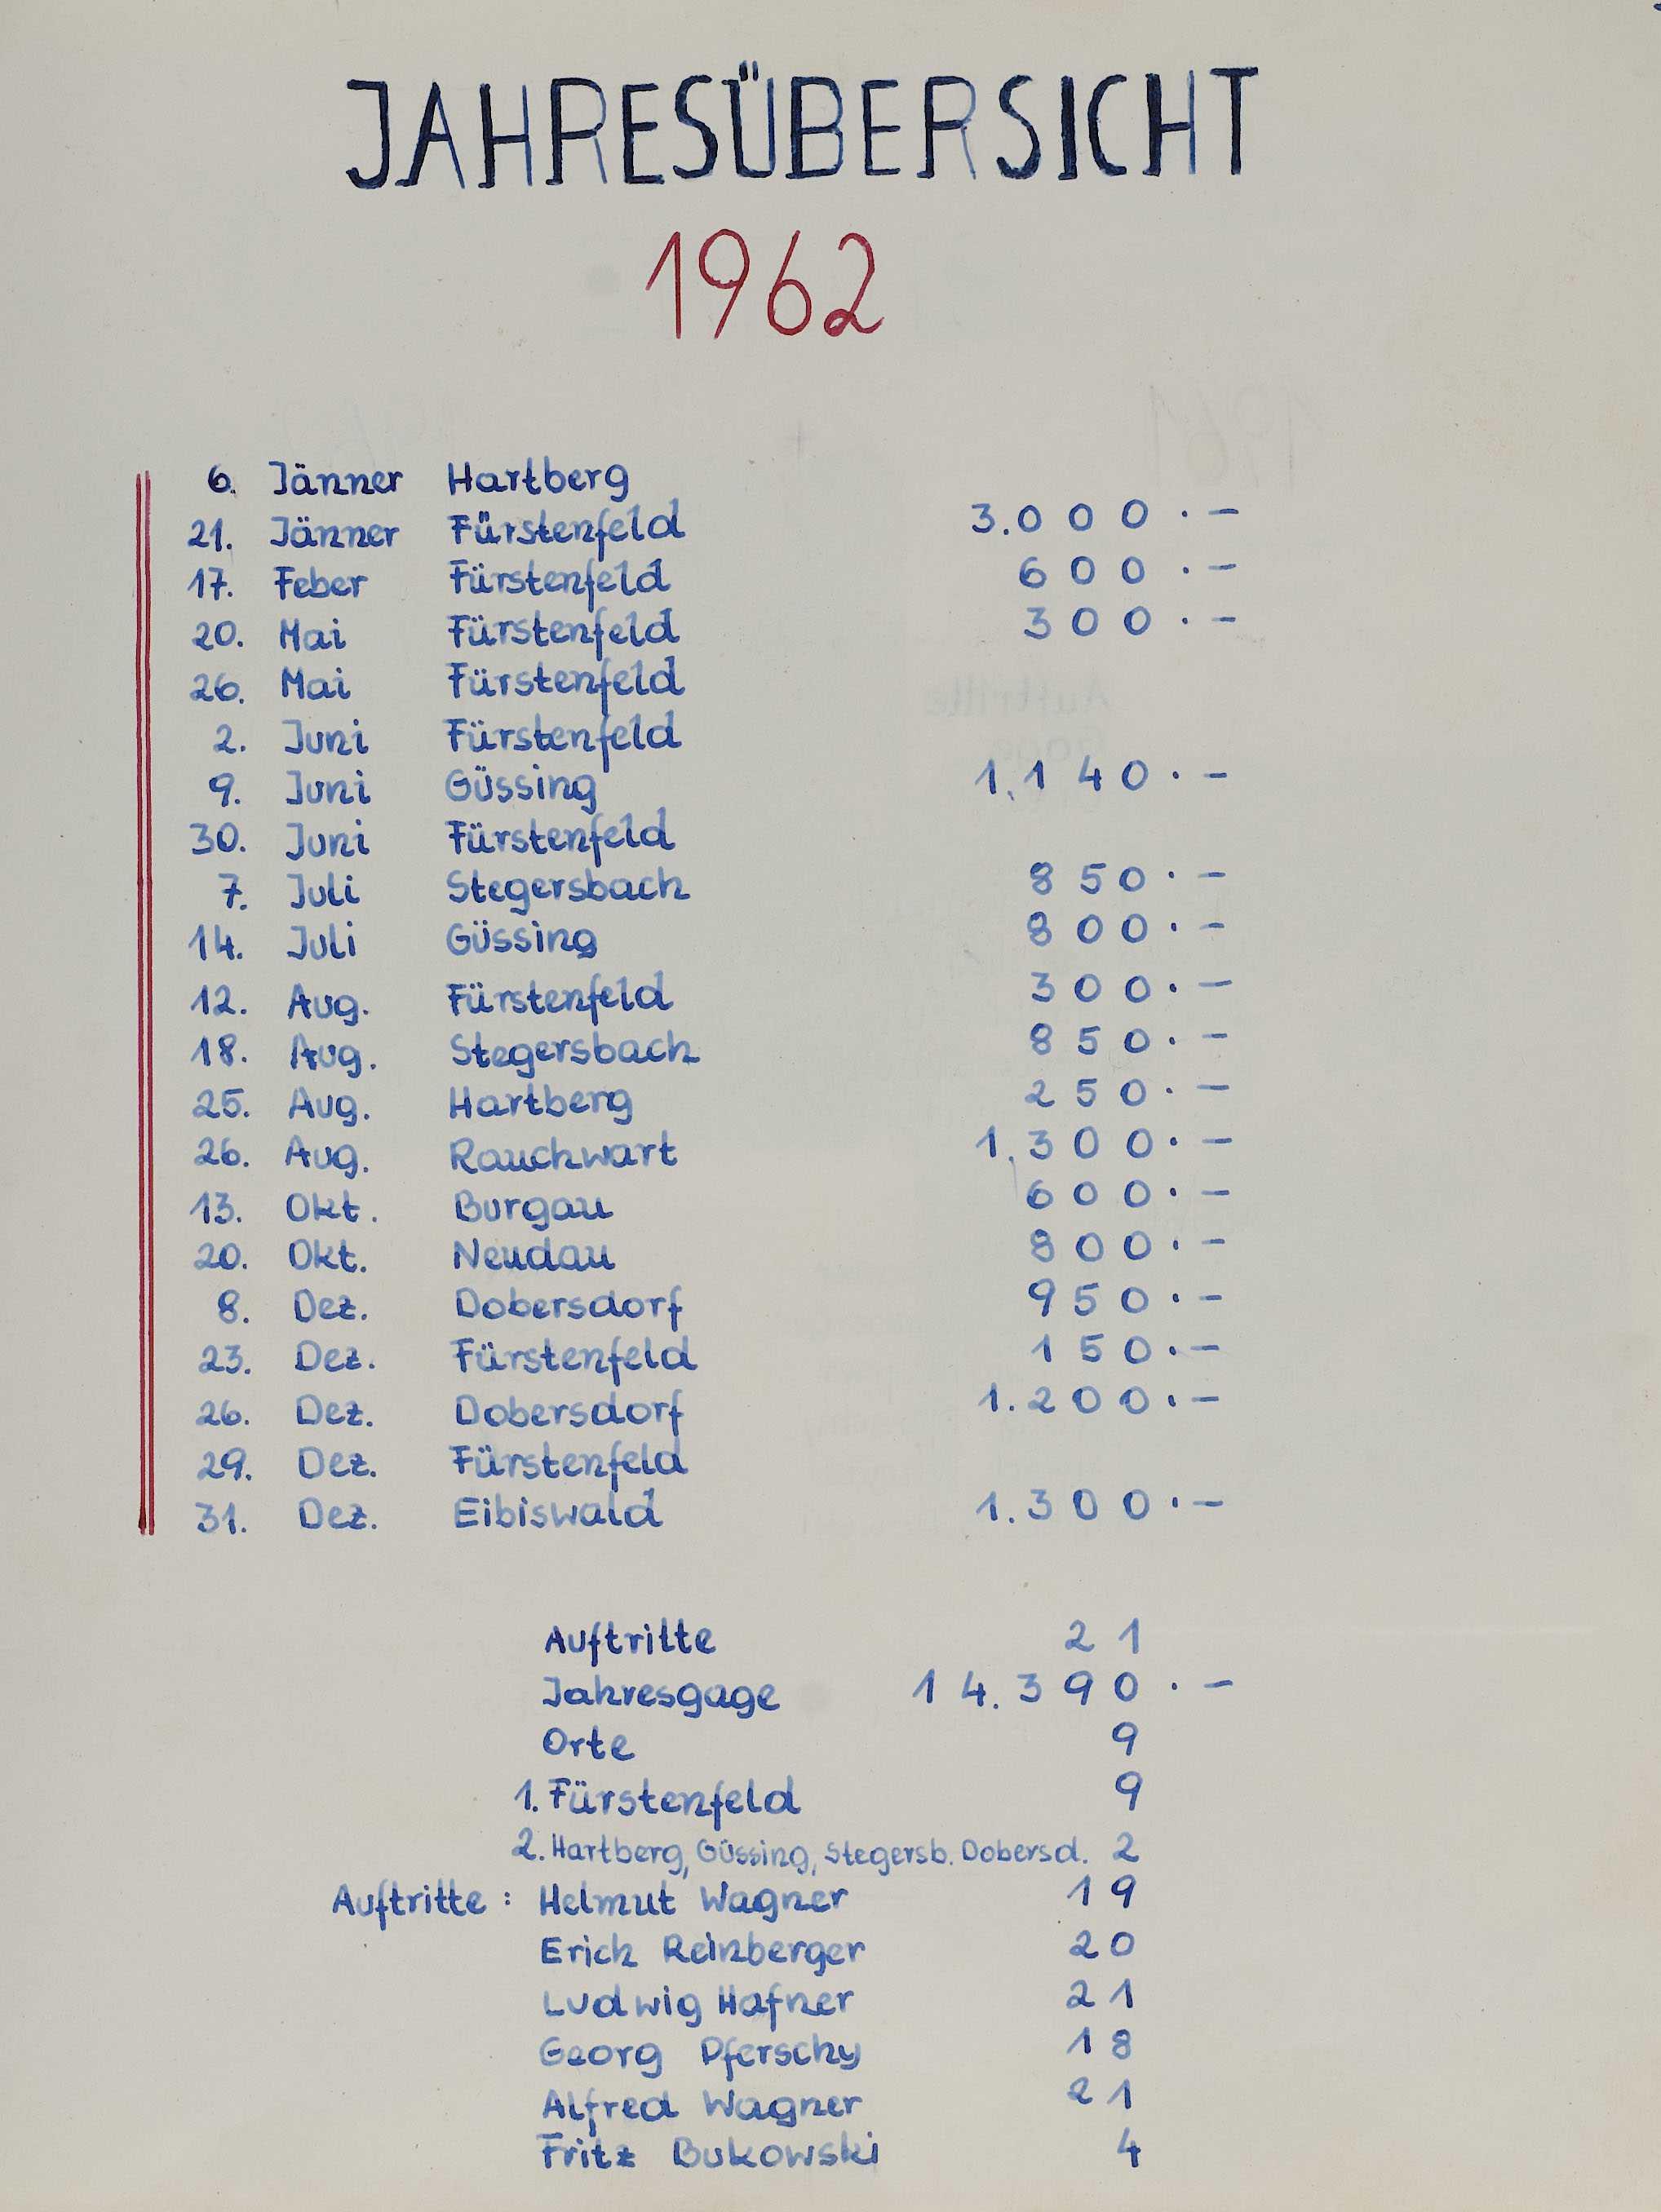 JAHRESÜBERSICHT
1962
6. Jänner Hartberg
21. Jänner Fürstenfeld 3.000.-
17. Feber Fürstenfeld 600.-
20. Mai Fürstenfeld 300.-
26. Mai Fürstenfeld
2. Juni Fürstenfeld
9. Juni Güssing 1.140.-
30. Juni Fürstenfeld
7. Juli Stegersbach 850.-
14. Juli Güssing 800.-
12. Aug. Fürstenfeld 300.-
18. Aug. Stegersbach 850.-
25. Aug. Hartberg 250.-
26. Aug. Rauchwart 1.300.-
13. Okt. Burgau 600.-
20. Okt. Neudau 800.-
8. Dez. Dobersdorf 950.-
23. Dez. Fürstenfeld 150.-
26. Dez. Dobersdorf 1.200.-
29. Dez. Fürstenfeld
31. Dez. Eibiswald 1.300.-
Auftritte 21
Jahresgage 14.390.-
Orte 9
1. Fürstenfeld 9
2. Hartberg, Güssing, Stegersb. Dobersd. 2
Auftritte : Helmut Wagner 19
Erich Reinberger 20
Ludwig Hafner 21
Georg Pferschy 18
Alfred Wagner 21
Fritz Bukowski 4